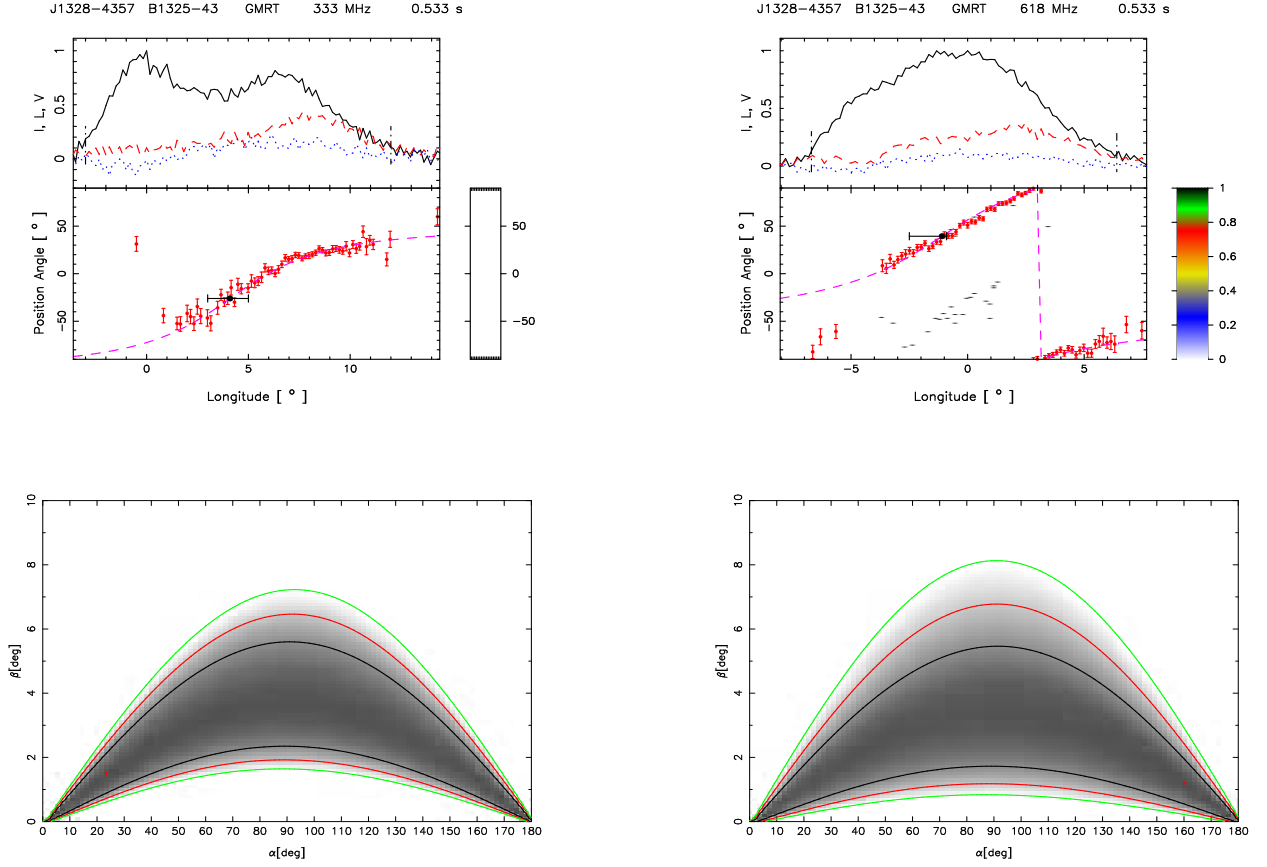 J1328-4357 B1325-43 GMRT 333 MHz 0.533 s
1
0.5
0
I, L, V
50
0
-50
Position Angle [ ° ]
0 5 10
Longitude [ ° ]
50
0
-50
J1328-4357 B1325-43 GMRT 618 MHz 0.533 s
1
0.5
0
I, L, V
50
0
-50
Position Angle [ ° ]
-5 0 5
Longitude [ ° ]
1
0.8
0.6
0.4
0.2
0
10
8
6
4
2
0
β[deg]
0 10 20 30 40 50 60 70 80 90 100 110 120 130 140 150 160 170 180
α[deg]
10
8
6
4
2
0
β[deg]
0 10 20 30 40 50 60 70 80 90 100 110 120 130 140 150 160 170 180
α[deg]